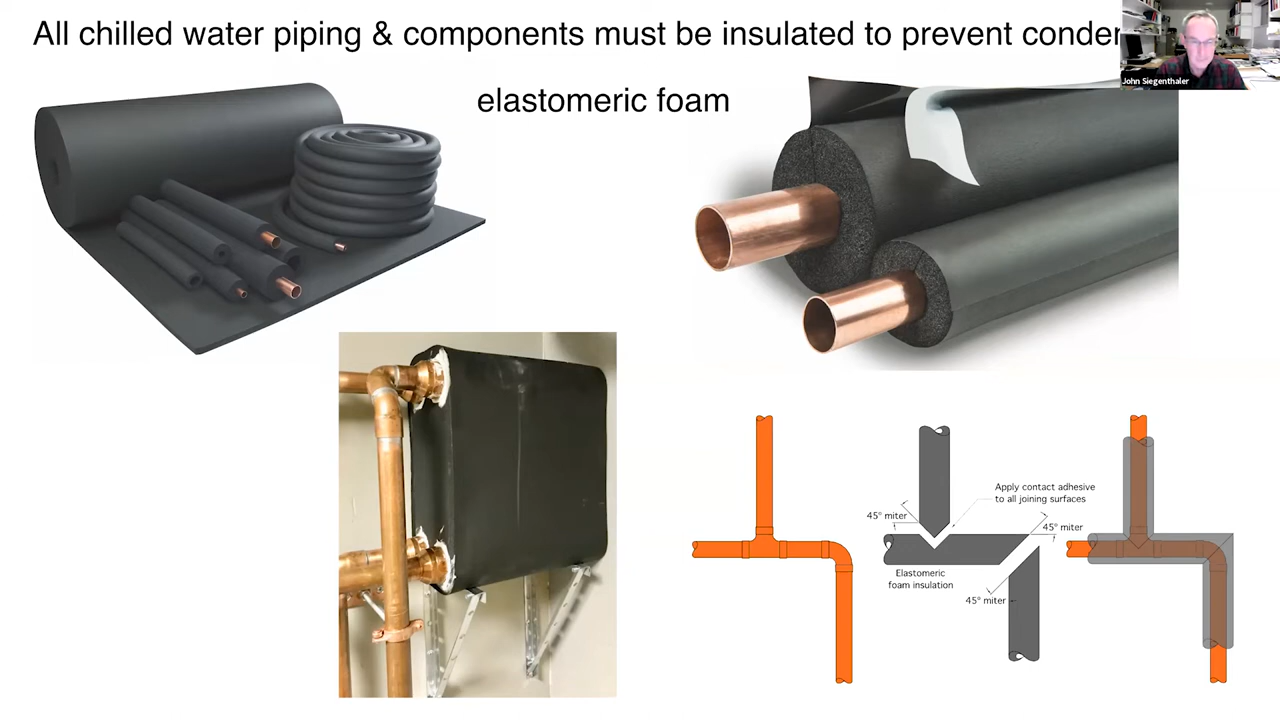 All chilled water piping & components must be insulated to prevent
John Siegenthaler
elastomeric foam
Apply contact adhesive
to all joining surfaces
45° miter
45° miter
Elastomeric
foam insulation
45° miter